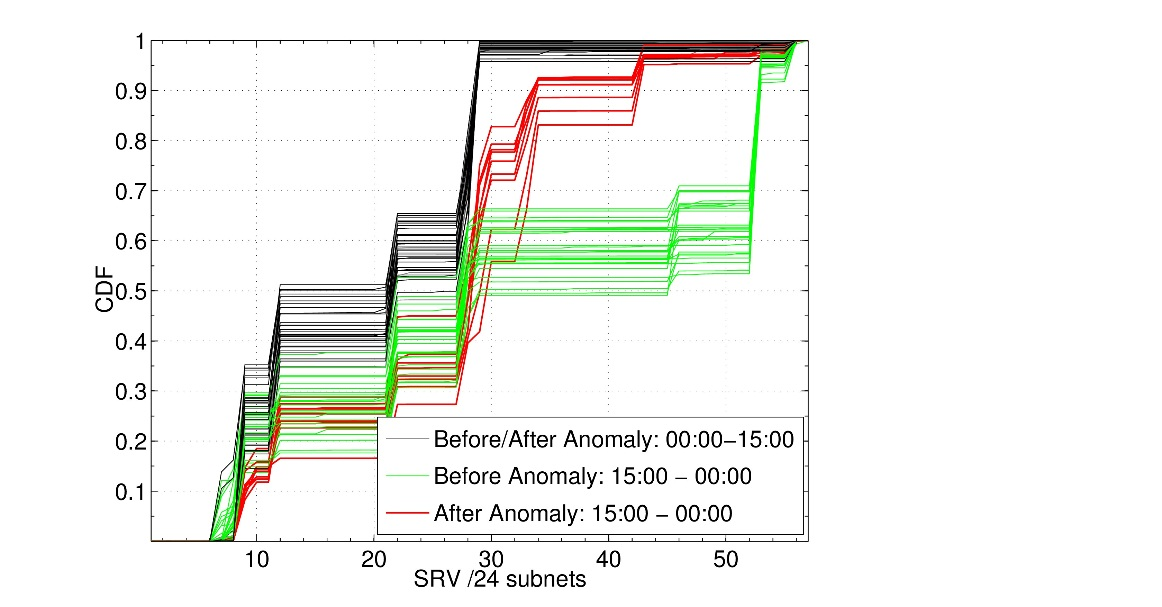 1
0.9
0.8
0.7
0.6
0.5
0.4
0.3
0.2
0.1
CDF
Before/After Anomaly: 00:00−15:00
Before Anomaly: 15:00 − 00:00
After Anomaly: 15:00 − 00:00
10 20 30 40 50
SRV /24 subnets